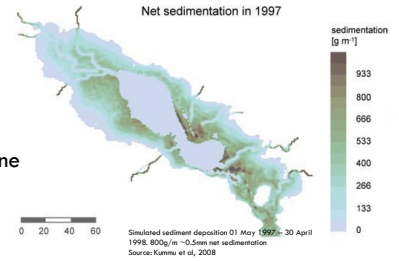 Net sedimentation in 1997
sedimentation
[g m⁻¹]
933
800
666
533
400
266
133
0
ne
0 20 40 60
Simulated sediment deposition 01 May 1997 – 30 April
1998. 800g/m ~0.5mm net sedimentation
Source: Kummu et al, 2008